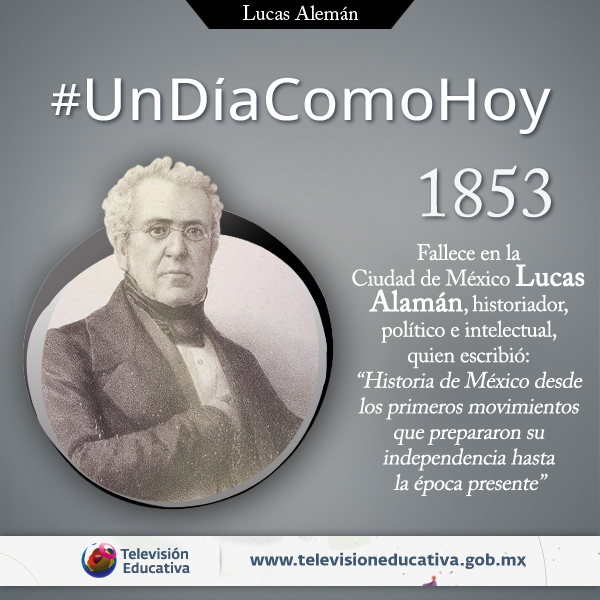 Lucas Alemán
#UnDíaComoHoy
1853
Fallece en la
Ciudad de México Lucas
Alamán, historiador,
político e intelectual,
quien escribió:
“Historia de México desde
los primeros movimientos
que prepararon su
independencia hasta
la época presente”
Televisión
Educativa
www.televisioneducativa.gob.mx